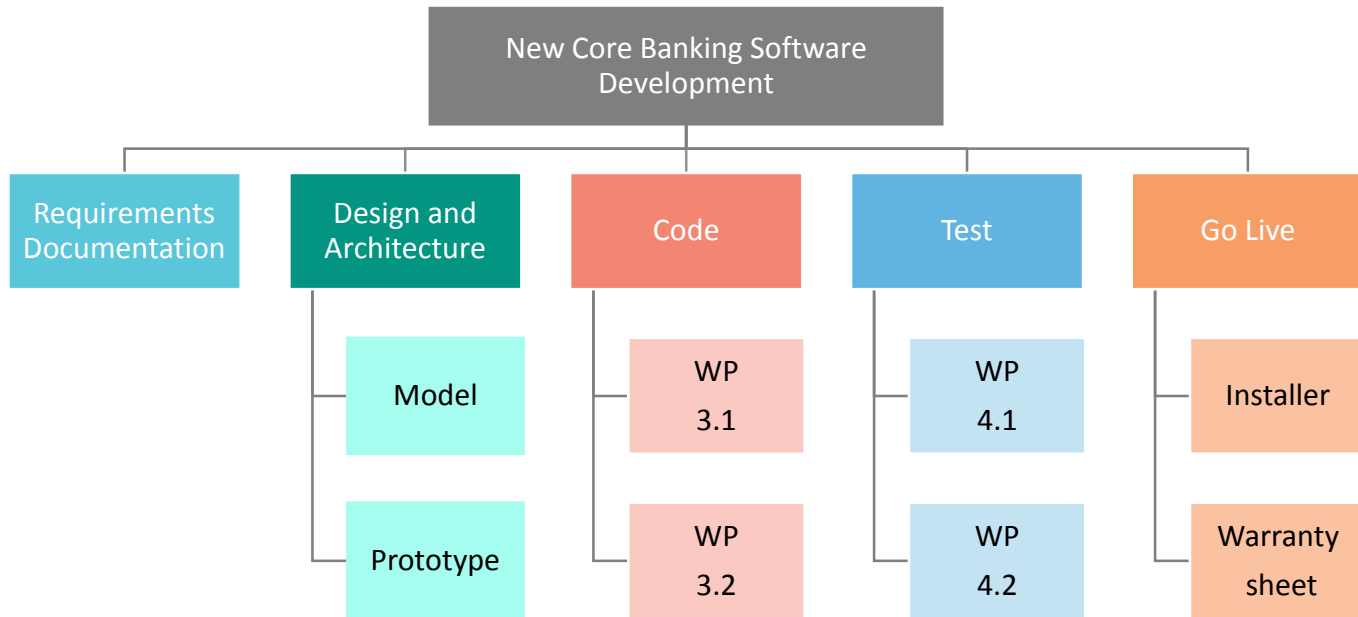 New Core Banking Software
Development
Requirements
Documentation
Design and
Architecture
Code
Test
Go Live
Model
WP
3.1
WP
4.1
Installer
Prototype
WP
3.2
WP
4.2
Warranty
sheet